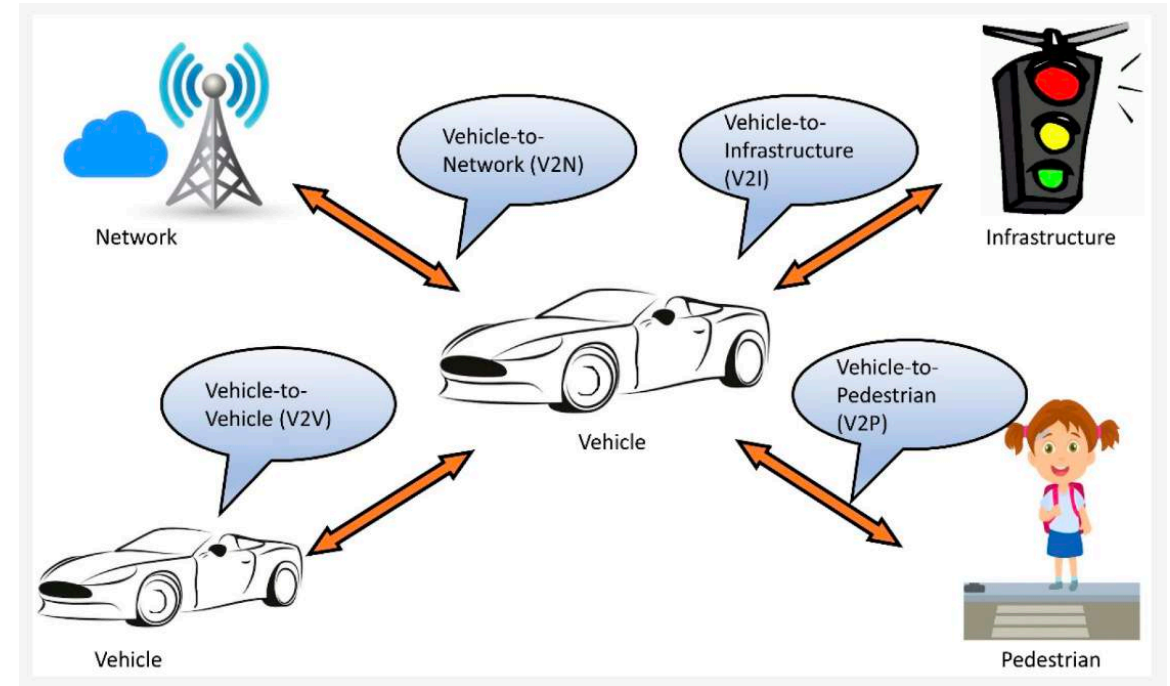 Vehicle-to-
Network (V2N)
Vehicle-to-
Infrastructure
(V2I)
Network
Infrastructure
Vehicle-to-
Vehicle (V2V)
Vehicle-to-
Pedestrian
(V2P)
Vehicle
Vehicle
Pedestrian